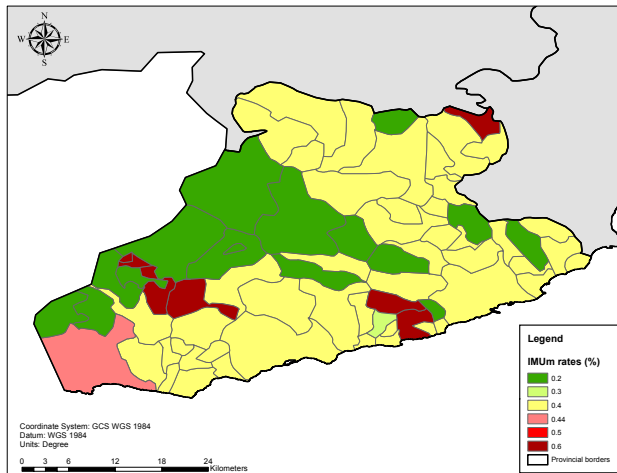 N
W E
S
Legend
IMUm rates (%)
0.2
0.3
0.4
0.44
0.5
0.6
Provincial borders
Coordinate System: GCS WGS 1984
Datum: WGS 1984
Units: Degree
0 3 6 12 18 24
Kilometers